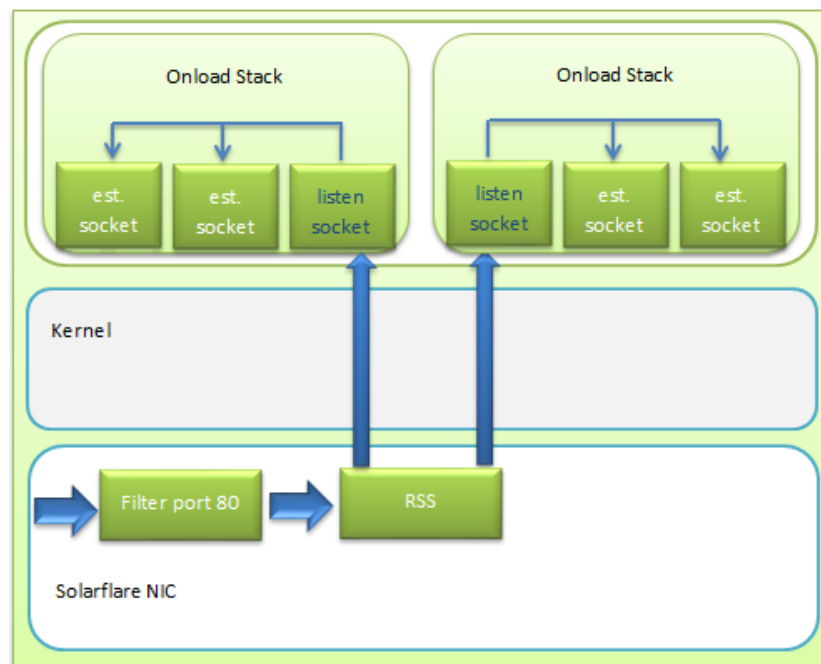 Onload Stack
Onload Stack
est.
socket
est.
socket
listen
socket
listen
socket
est.
socket
est.
socket
Kernel
Filter port 80
RSS
Solarflare NIC